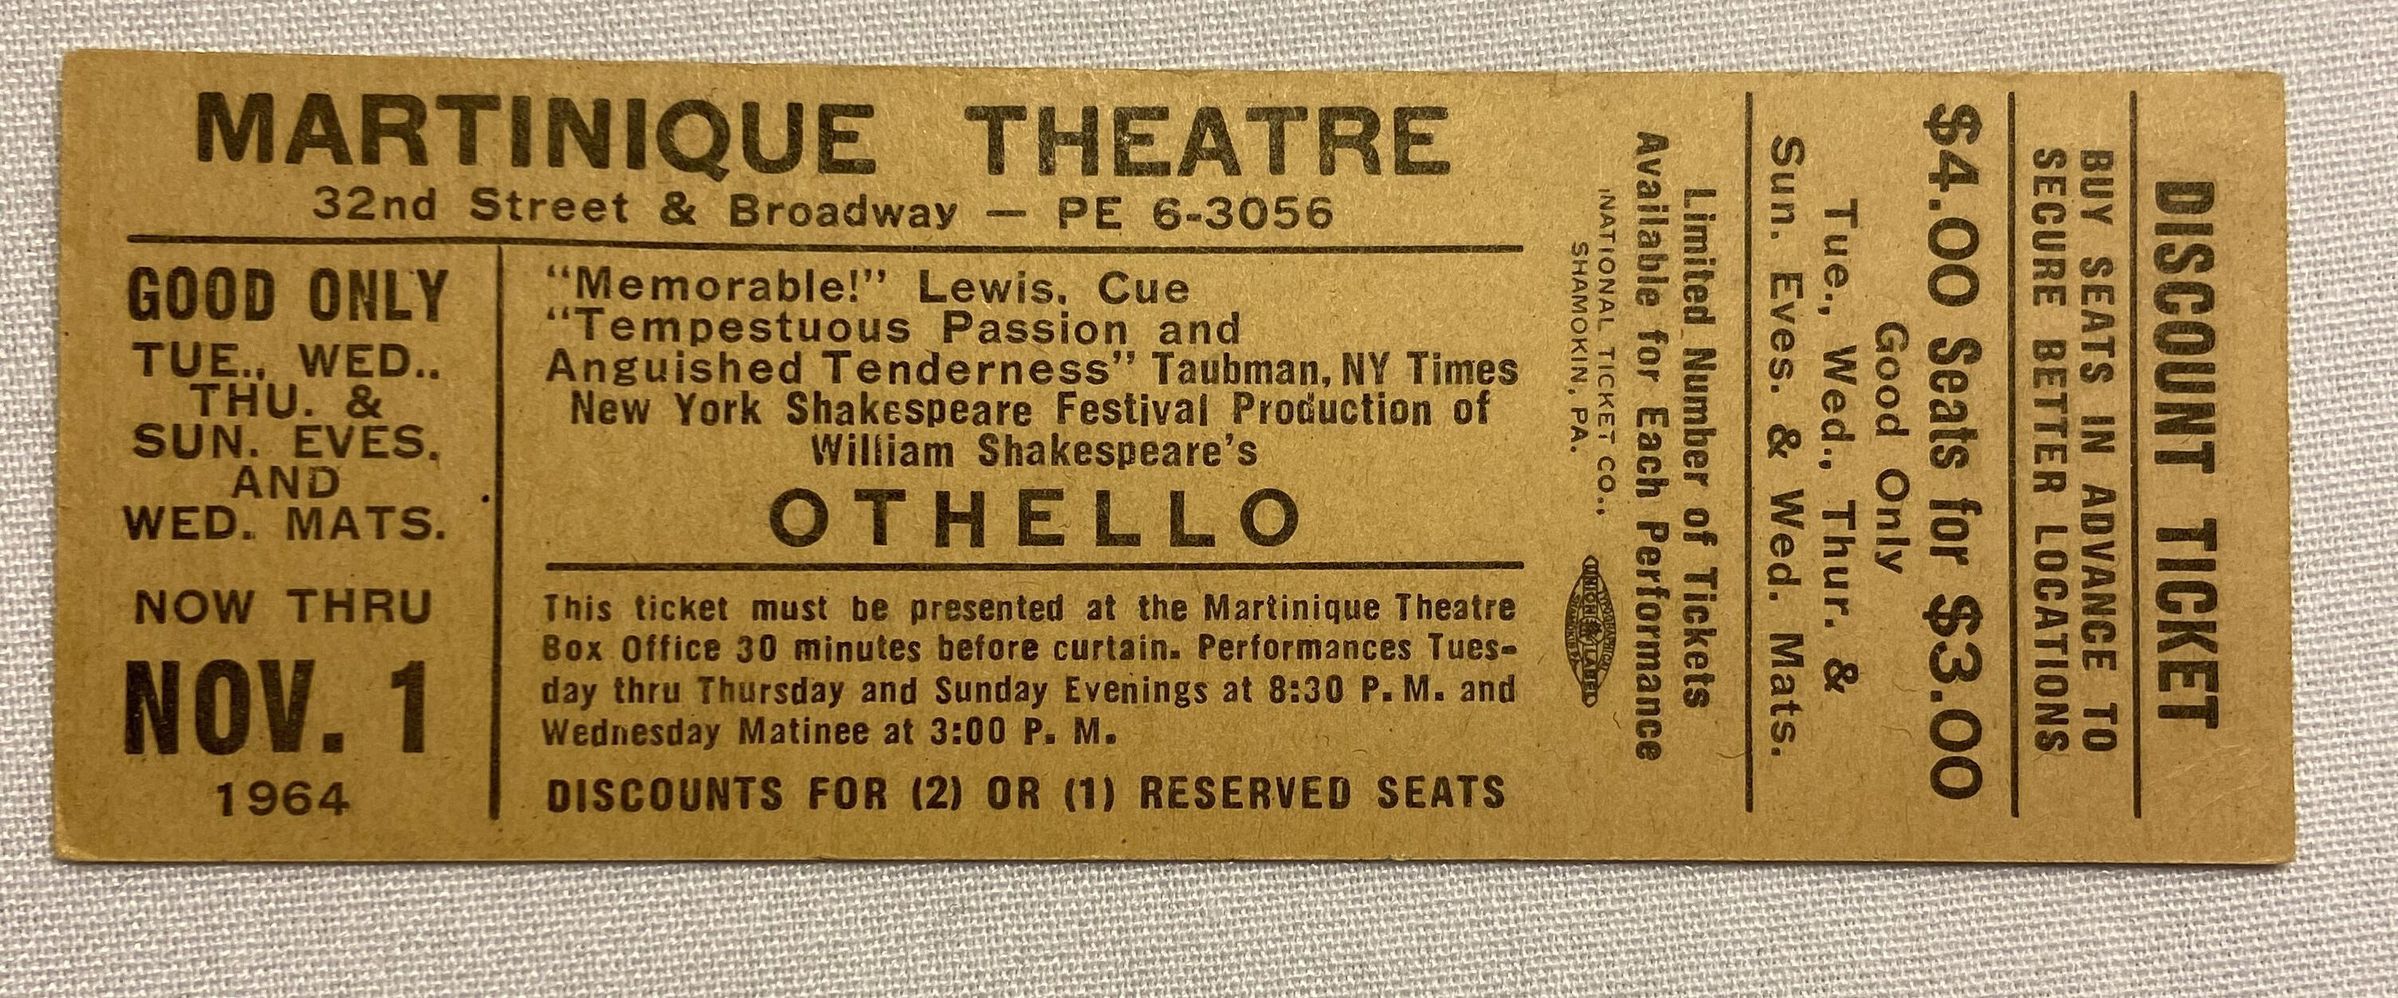 MARTINIQUE THEATRE
32nd Street & Broadway — PE 6-3056
GOOD ONLY
TUE., WED..
THU. &
SUN. EVES.
AND
WED. MATS.
NOW THRU
NOV. 1
1964
“Memorable!” Lewis, Cue
“Tempestuous Passion and
Anguished Tenderness” Taubman, NY Times
New York Shakespeare Festival Production of
William Shakespeare's
OTHELLO
This ticket must be presented at the Martinique Theatre
Box Office 30 minutes before curtain. Performances Tues-
day thru Thursday and Sunday Evenings at 8:30 P. M. and
Wednesday Matinee at 3:00 P. M.
DISCOUNTS FOR (2) OR (1) RESERVED SEATS
DISCOUNT TICKET
BUY SEATS IN ADVANCE TO
SECURE BETTER LOCATIONS
$4.00 Seats for $3.00
Good Only
Tue., Wed., Thur. &
Sun. Eves. & Wed. Mats.
Limited Number of Tickets
Available for Each Performance
NATIONAL TICKET CO.,
SHAMOKIN, PA.
UNION LABEL